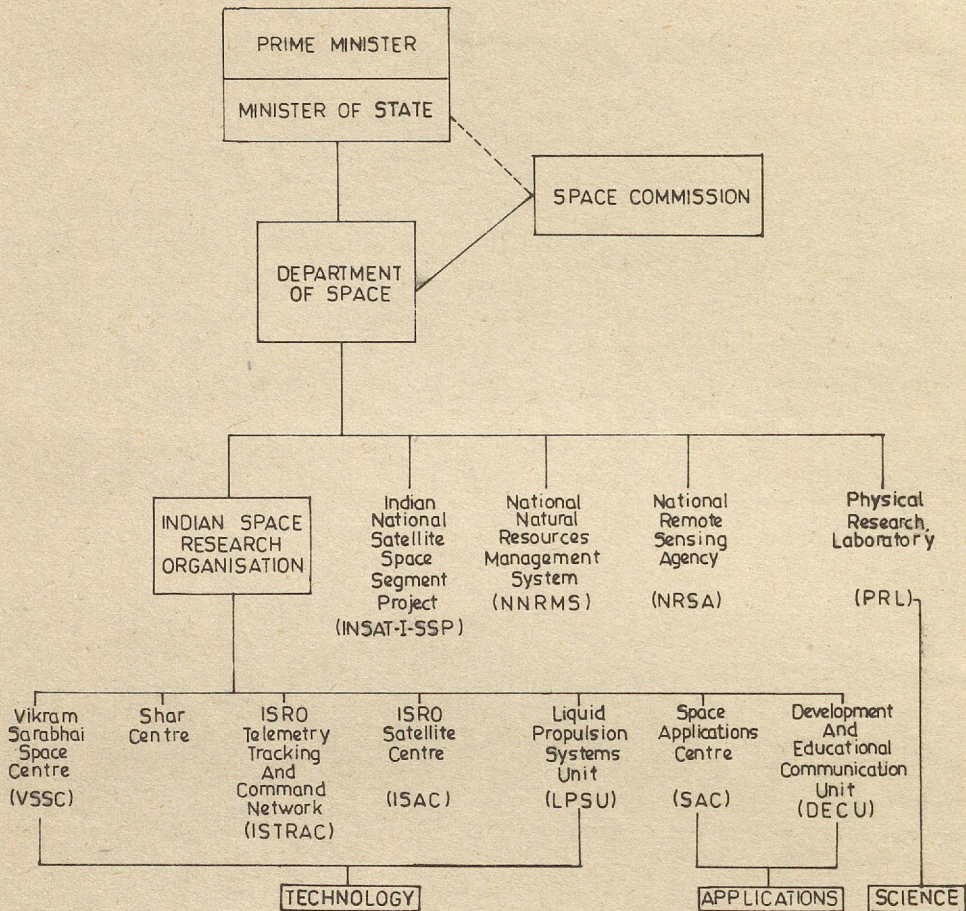 PRIME MINISTER
MINISTER OF STATE
SPACE COMMISSION
DEPARTMENT
OF SPACE
INDIAN SPACE
RESEARCH
ORGANISATION
Indian
National
Satellite
Space
Segment
Project
(INSAT-I-SSP)
National
Natural
Resources
Management
System
(NNRMS)
National
Remote
Sensing
Agency
(NRSA)
Physical
Research
Laboratory
(PRL)
Vikram
Sarabhai
Space
Centre
(VSSC)
Shar
Centre
ISRO
Telemetry
Tracking
And
Command
Network
(ISTRAC)
ISRO
Satellite
Centre
(ISAC)
Liquid
Propulsion
Systems
Unit
(LPSU)
Space
Applications
Centre
(SAC)
Development
And
Educational
Communication
Unit
(DECU)
TECHNOLOGY
APPLICATIONS
SCIENCE